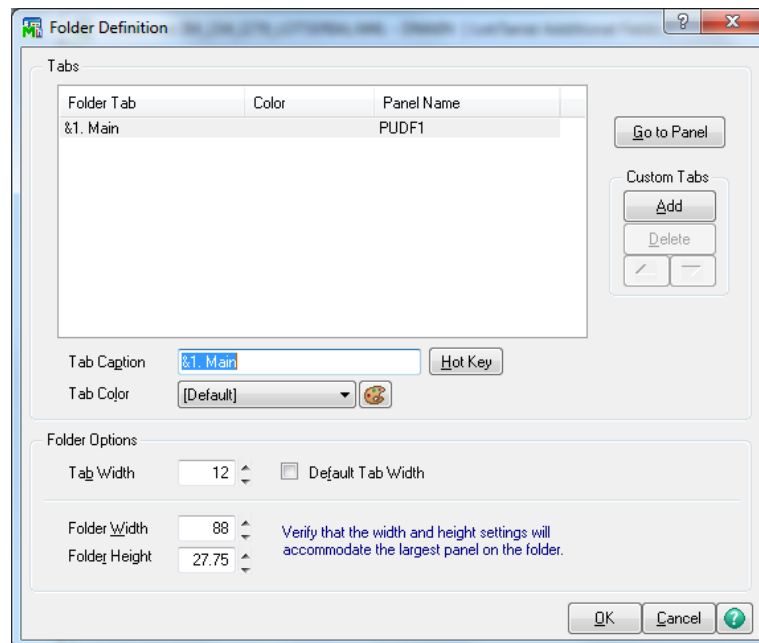 Folder Definition
Tabs
Folder Tab Color Panel Name
&1. Main PUDF1
Go to Panel
Custom Tabs
Add
Delete
Tab Caption &1. Main Hot Key
Tab Color [Default]
Folder Options
Tab Width 12 Default Tab Width
Folder Width 88 Verify that the width and height settings will
Folder Height 27.75 accommodate the largest panel on the folder.
OK Cancel ?